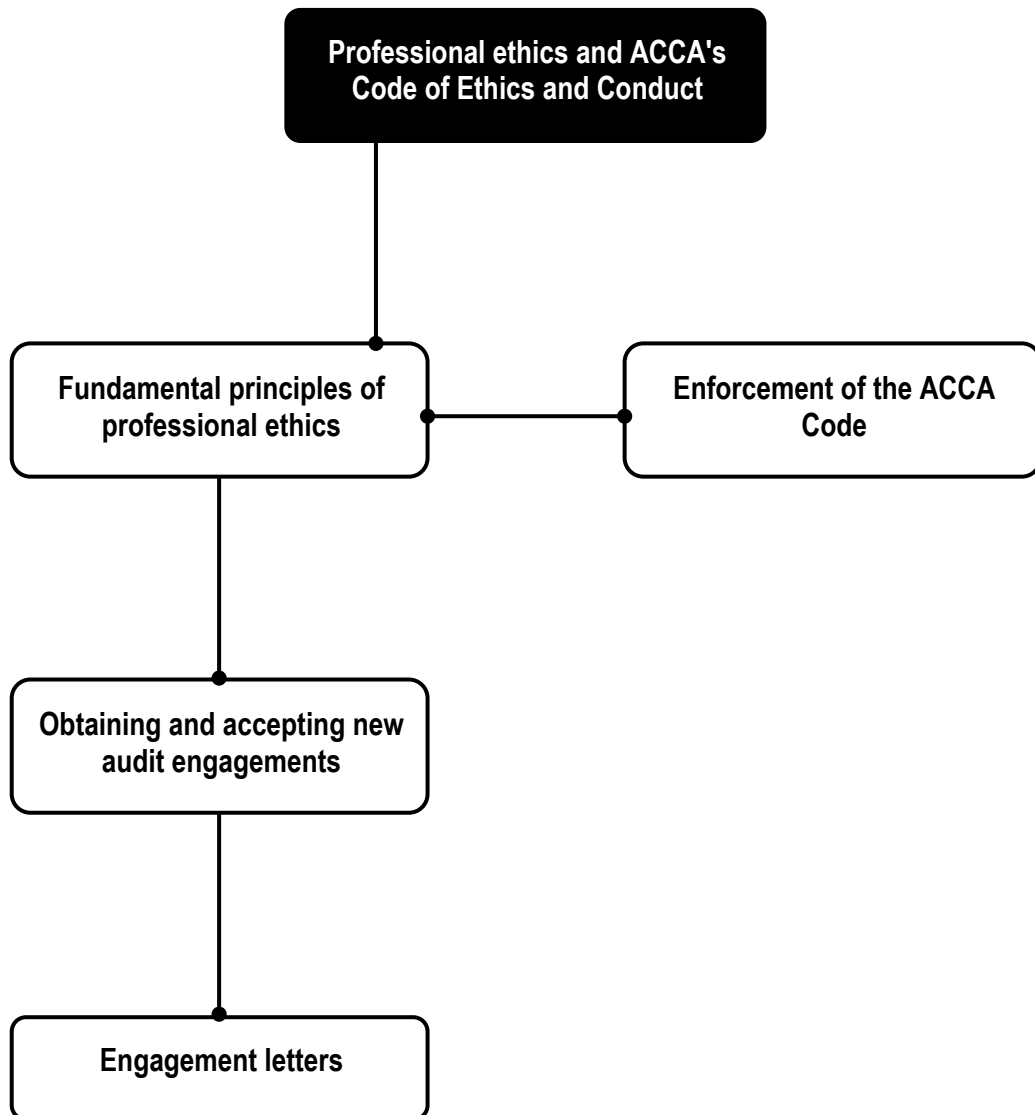 Professional ethics and ACCA's
Code of Ethics and Conduct
Fundamental principles of
professional ethics
Enforcement of the ACCA
Code
Obtaining and accepting new
audit engagements
Engagement letters